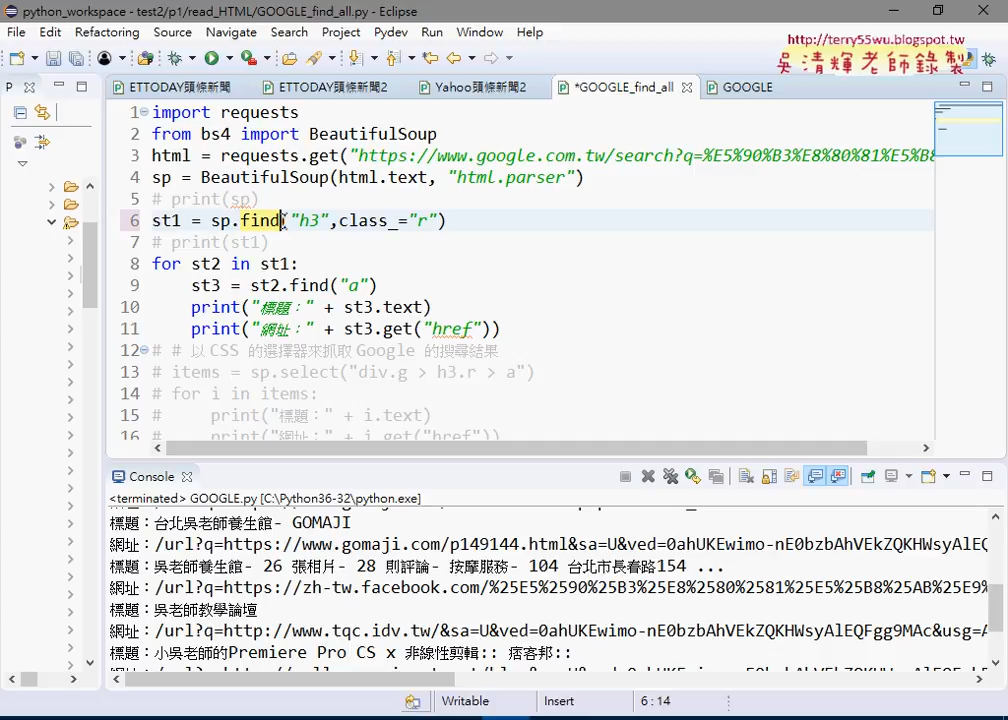 python_workspace - test2/p1/read_HTML/GOOGLE_find_all.py - Eclipse
File Edit Refactoring Source Navigate Search Project Pydev Run Window Help
http://terry55wu.blogspot.tw
吳清輝老師錄製
P
ETTODAY頭條新聞 ETTODAY頭條新聞2 Yahoo頭條新聞2 *GOOGLE_find_all GOOGLE
1 import requests
2 from bs4 import BeautifulSoup
3 html = requests.get("https://www.google.com.tw/search?q=%E5%90%B3%E8%80%81%E5%B8
4 sp = BeautifulSoup(html.text, "html.parser")
5 # print(sp)
6 st1 = sp.find("h3",class_="r")
7 # print(st1)
8 for st2 in st1:
9 st3 = st2.find("a")
10 print("標題：" + st3.text)
11 print("網址：" + st3.get("href"))
12 # # 以 CSS 的選擇器來抓取 Google 的搜尋結果
13 # items = sp.select("div.g > h3.r > a")
14 # for i in items:
15 # print("標題：" + i.text)
16 # print("網址：" + i.get("href"))
Console
<terminated> GOOGLE.py [C:\Python36-32\python.exe]
標題：台北吳老師養生館- GOMAJI
網址：/url?q=https://www.gomaji.com/p149144.html&sa=U&ved=0ahUKEwimo-nE0bzbAhVEkZQKHWsyAlEQ
標題：吳老師養生館- 26 張相片- 28 則評論- 按摩服務- 104 台北市長春路154 ...
網址：/url?q=https://zh-tw.facebook.com/%25E5%2590%25B3%25E8%2580%2581%25E5%25B8%25AB%25E9%
標題：吳老師教學論壇
網址：/url?q=http://www.tqc.idv.tw/&sa=U&ved=0ahUKEwimo-nE0bzbAhVEkZQKHWsyAlEQFgg9MAc&usg=A
標題：小吳老師的Premiere Pro CS x 非線性剪輯:: 痞客邦::
Writable Insert 6 : 14